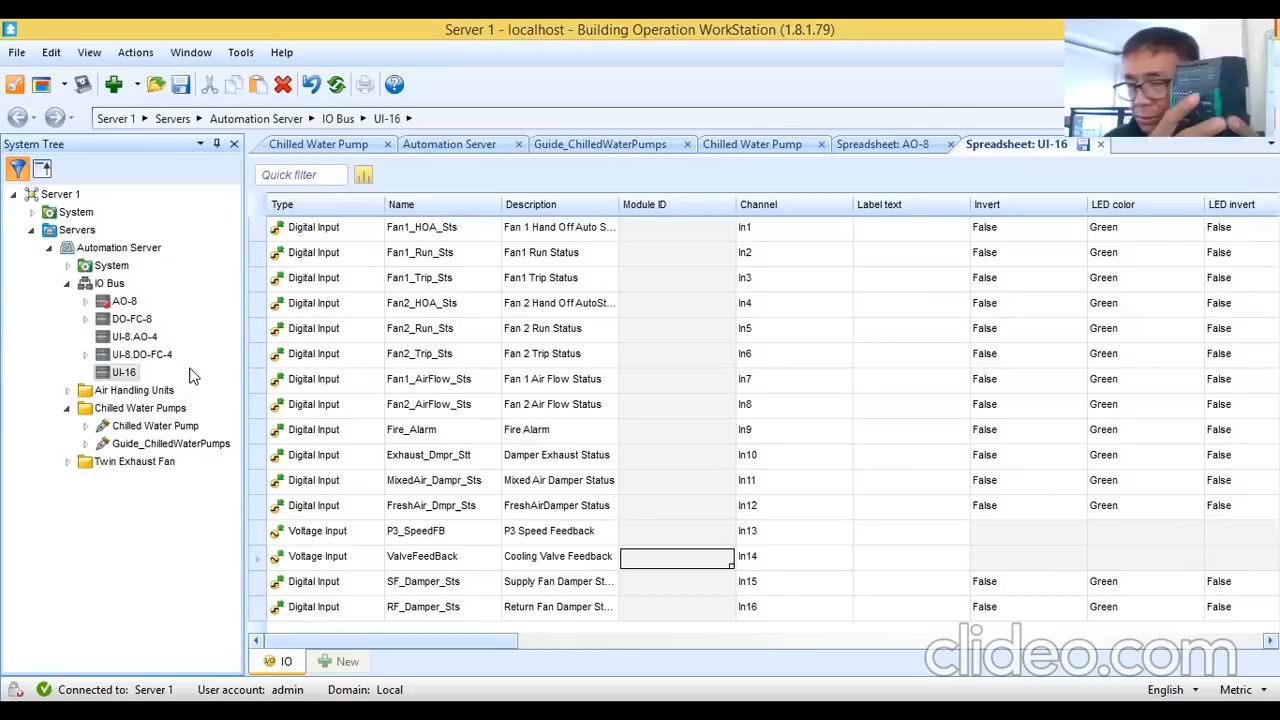 Server 1 - localhost - Building Operation WorkStation (1.8.1.79)
File Edit View Actions Window Tools Help
Server 1 Servers Automation Server IO Bus UI-16
System Tree
Chilled Water Pump Automation Server Guide_ChilledWaterPumps Chilled Water Pump Spreadsheet: AO-8 Spreadsheet: UI-16
Quick filter
Server 1
System
Servers
Automation Server
System
IO Bus
AO-8
DO-FC-8
UI-8.AO-4
UI-8.DO-FC-4
UI-16
Air Handling Units
Chilled Water Pumps
Chilled Water Pump
Guide_ChilledWaterPumps
Twin Exhaust Fan
Type Name Description Module ID Channel Label text Invert LED color LED invert
Digital Input Fan1_HOA_Sts Fan 1 Hand Off Auto S... In1 False Green False
Digital Input Fan1_Run_Sts Fan1 Run Status In2 False Green False
Digital Input Fan1_Trip_Sts Fan1 Trip Status In3 False Green False
Digital Input Fan2_HOA_Sts Fan 2 Hand Off AutoSt... In4 False Green False
Digital Input Fan2_Run_Sts Fan 2 Run Status In5 False Green False
Digital Input Fan2_Trip_Sts Fan 2 Trip Status In6 False Green False
Digital Input Fan1_AirFlow_Sts Fan 1 Air Flow Status In7 False Green False
Digital Input Fan2_AirFlow_Sts Fan 2 Air Flow Status In8 False Green False
Digital Input Fire_Alarm Fire Alarm In9 False Green False
Digital Input Exhaust_Dmpr_Stt Damper Exhaust Status In10 False Green False
Digital Input MixedAir_Dampr_Sts Mixed Air Damper Status In11 False Green False
Digital Input FreshAir_Dmpr_Sts FreshAirDamper Status In12 False Green False
Voltage Input P3_SpeedFB P3 Speed Feedback In13
Voltage Input ValveFeedBack Cooling Valve Feedback In14
Digital Input SF_Damper_Sts Supply Fan Damper St... In15 False Green False
Digital Input RF_Damper_Sts Return Fan Damper St... In16 False Green False
IO New
clideo.com
Connected to: Server 1 User account: admin Domain: Local English Metric